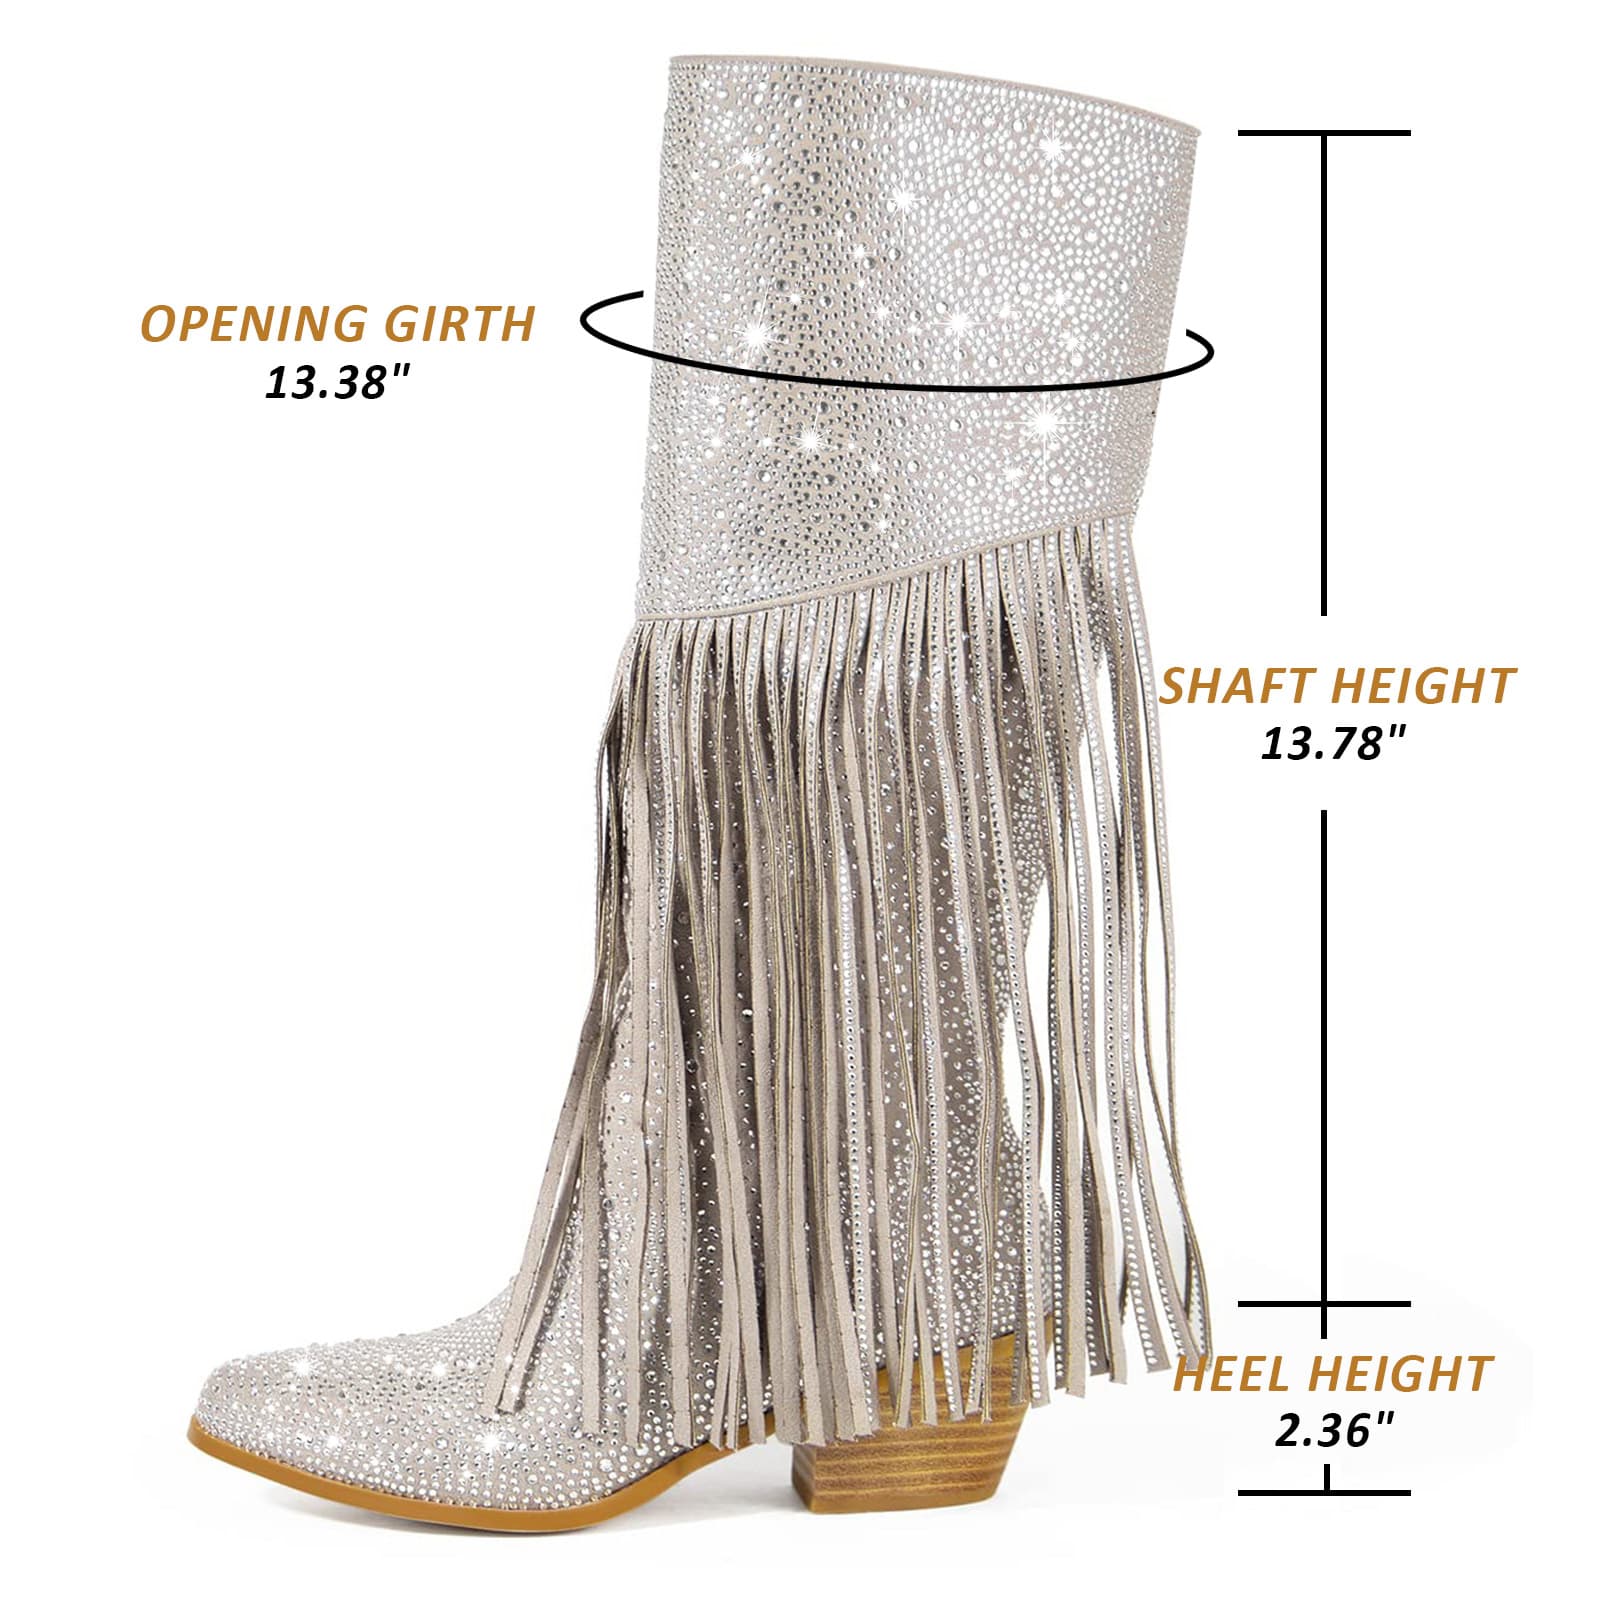 OPENING GIRTH
13.38"
SHAFT HEIGHT
13.78"
HEEL HEIGHT
2.36"